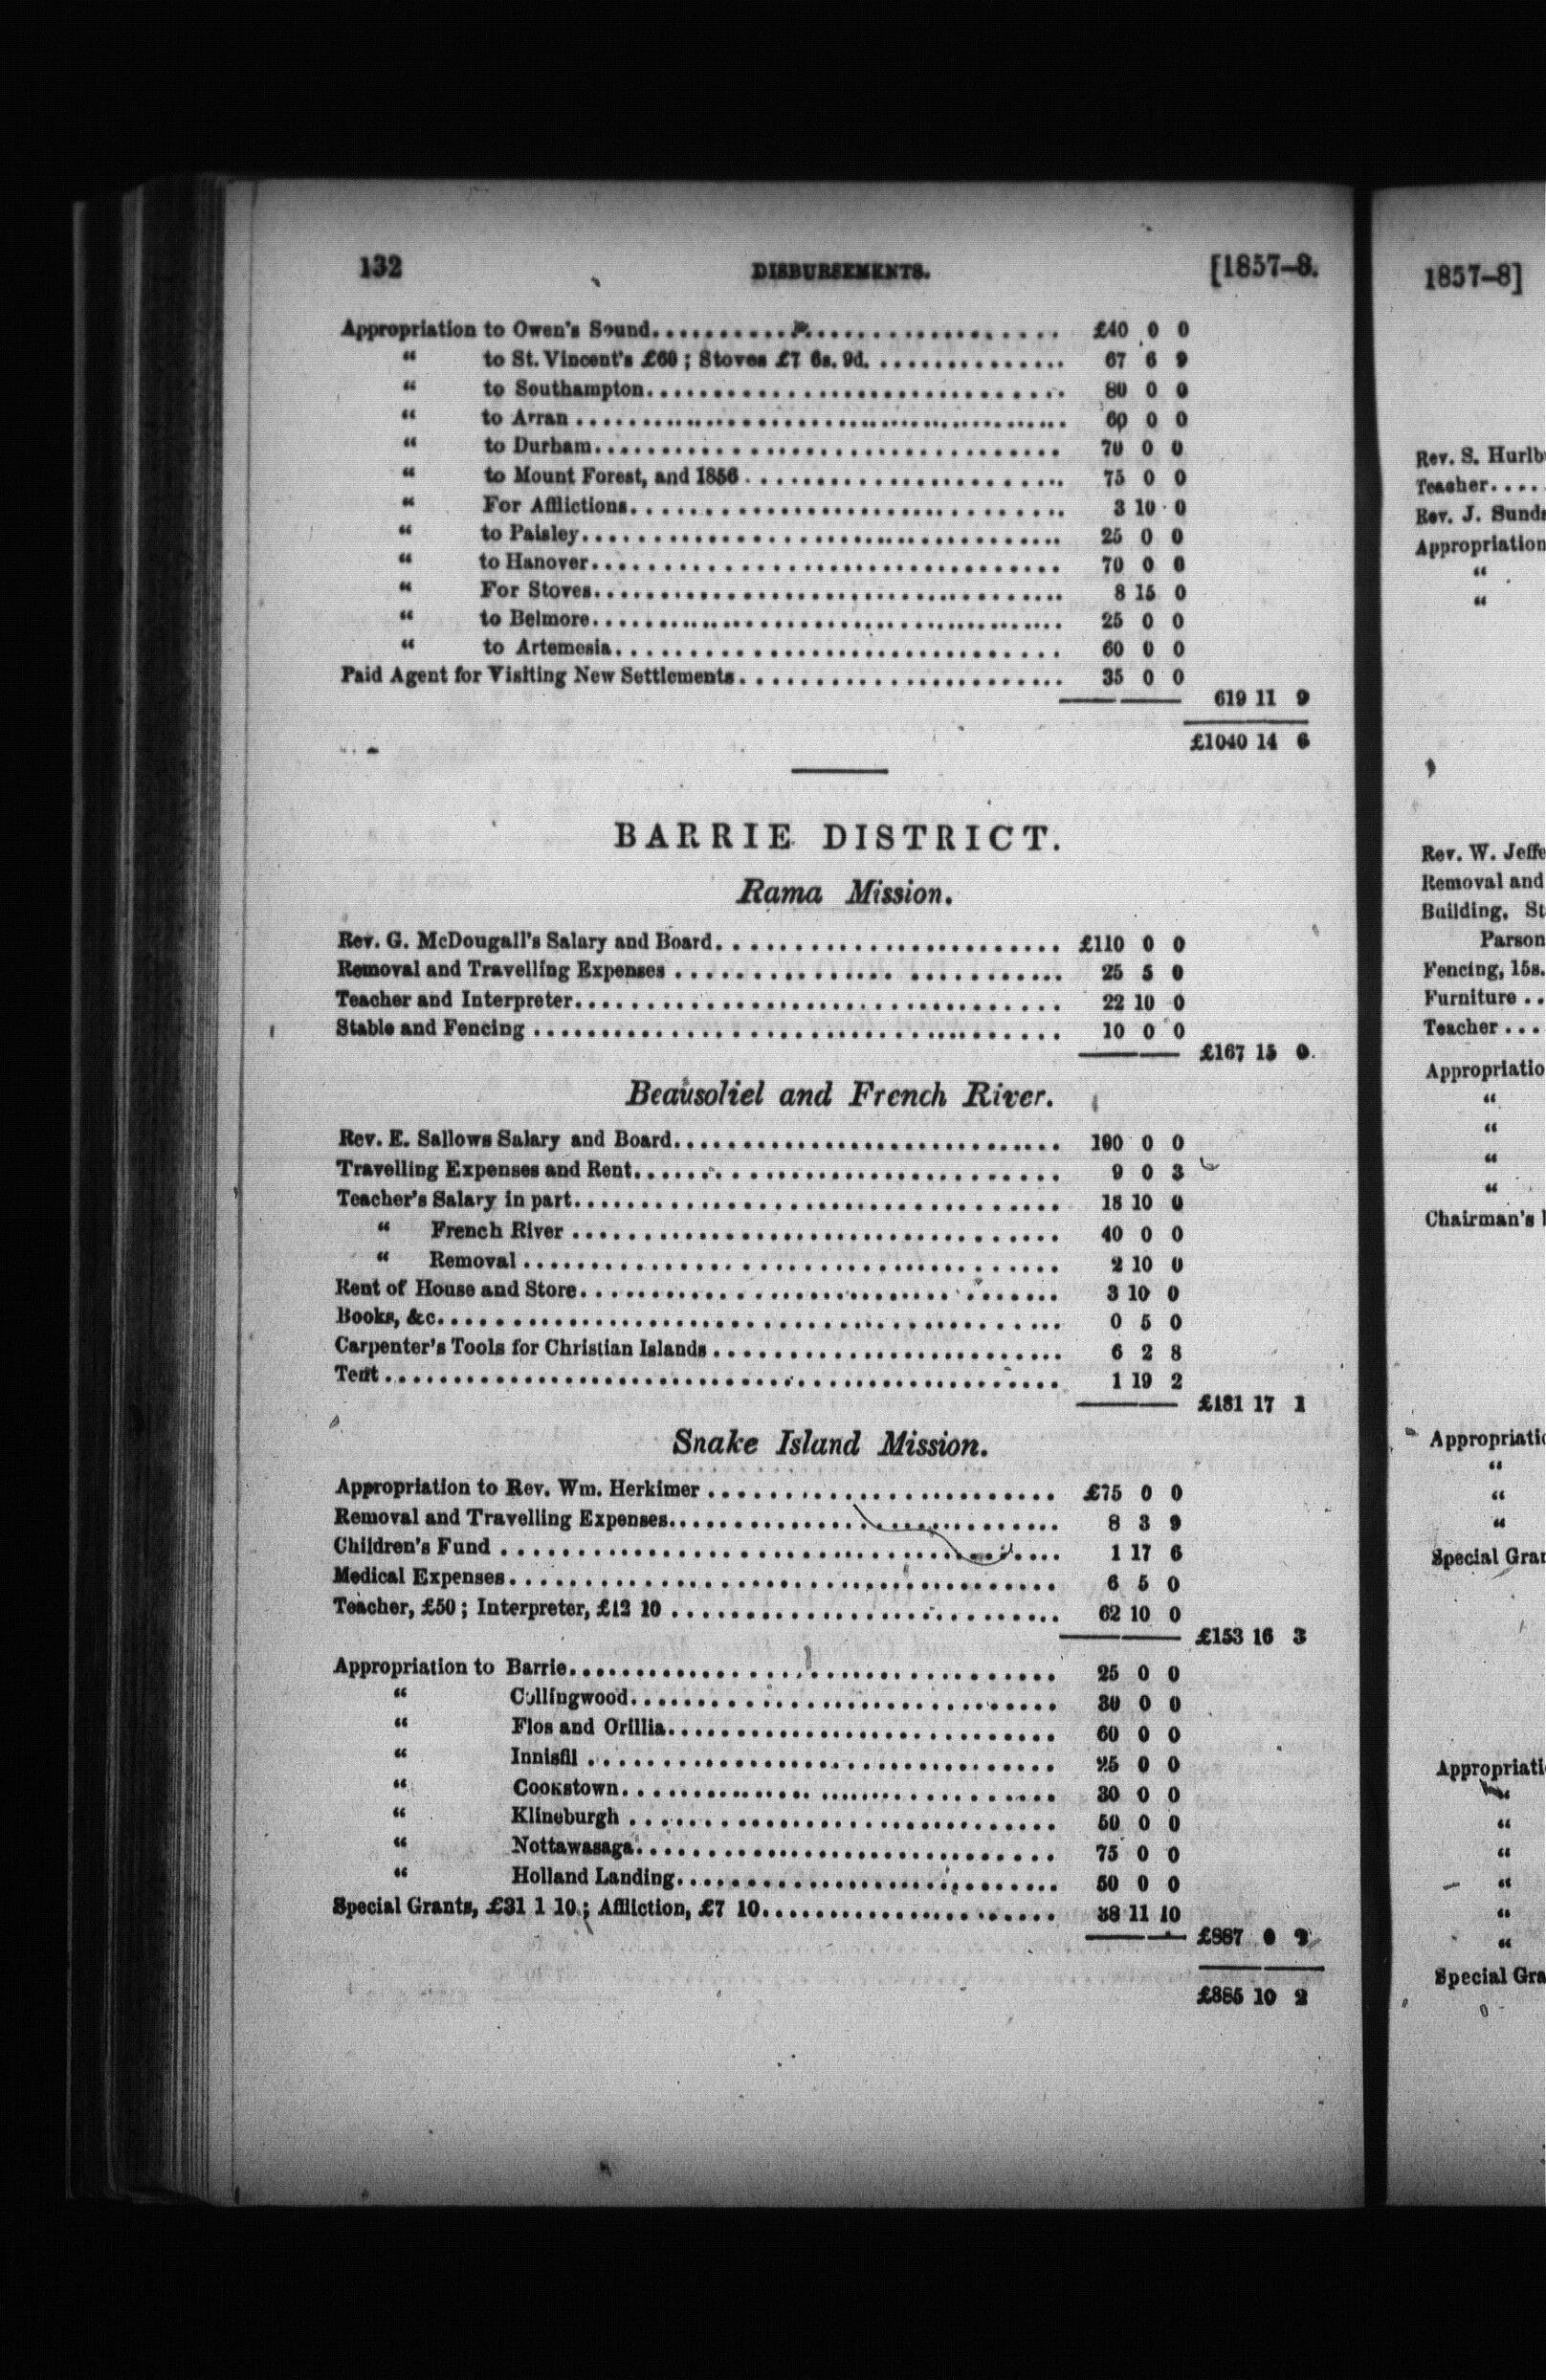 132 DISBURSEMENTS. [1857-8.
Appropriation to Owen's Sound.......... £40 0 0
“ to St. Vincent's £60 ; Stoves £7 6s. 9d. .......... 67 6 9
“ to Southampton.......... 80 0 0
“ to Arran .......... 60 0 0
“ to Durham.......... 70 0 0
“ to Mount Forest, and 1856.......... 75 0 0
“ For Afflictions.......... 3 10 0
“ to Paisley.......... 25 0 0
“ to Hanover.......... 70 0 0
“ For Stoves.......... 8 15 0
“ to Belmore.......... 25 0 0
“ to Artemesia.......... 60 0 0
Paid Agent for Visiting New Settlements.......... 35 0 0
619 11 9
£1040 14 6
BARRIE DISTRICT.
Rama Mission.
Rev. G. McDougall's Salary and Board.......... £110 0 0
Removal and Travelling Expenses .......... 25 5 0
Teacher and Interpreter.......... 22 10 0
Stable and Fencing .......... 10 0 0
£167 15 0.
Beausoliel and French River.
Rev. E. Sallows Salary and Board.......... 100 0 0
Travelling Expenses and Rent.......... 9 0 3
Teacher's Salary in part.......... 18 10 0
“ French River .......... 40 0 0
“ Removal .......... 2 10 0
Rent of House and Store.......... 3 10 0
Books, &c.......... 0 5 0
Carpenter's Tools for Christian Islands .......... 6 2 8
Tent .......... 1 19 2
£181 17 1
Snake Island Mission.
Appropriation to Rev. Wm. Herkimer .......... £75 0 0
Removal and Travelling Expenses.......... 8 3 9
Children's Fund .......... 1 17 6
Medical Expenses.......... 6 5 0
Teacher, £50 ; Interpreter, £12 10 .......... 62 10 0
£153 16 3
Appropriation to Barrie.......... 25 0 0
“ Collingwood.......... 30 0 0
“ Flos and Orillia.......... 60 0 0
“ Innisfil .......... 25 0 0
“ Cookstown.......... 30 0 0
“ Klineburgh .......... 50 0 0
“ Nottawasaga.......... 75 0 0
“ Holland Landing.......... 50 0 0
Special Grants, £31 1 10 ; Affliction, £7 10.......... 38 11 10
£887
£885 10 2
1857-8]
Rev. S. Hurlb
Teacher....
Rev. J. Sund
Appropriation
“
“
Rev. W. Jeffe
Removal and
Building, St
Parson
Fencing, 15s.
Furniture ..
Teacher ...
Appropriatio
“
“
“
“
Chairman's
Appropriati
“
“
“
Special Gra
Appropriati
“
“
“
“
“
“
Special Gra